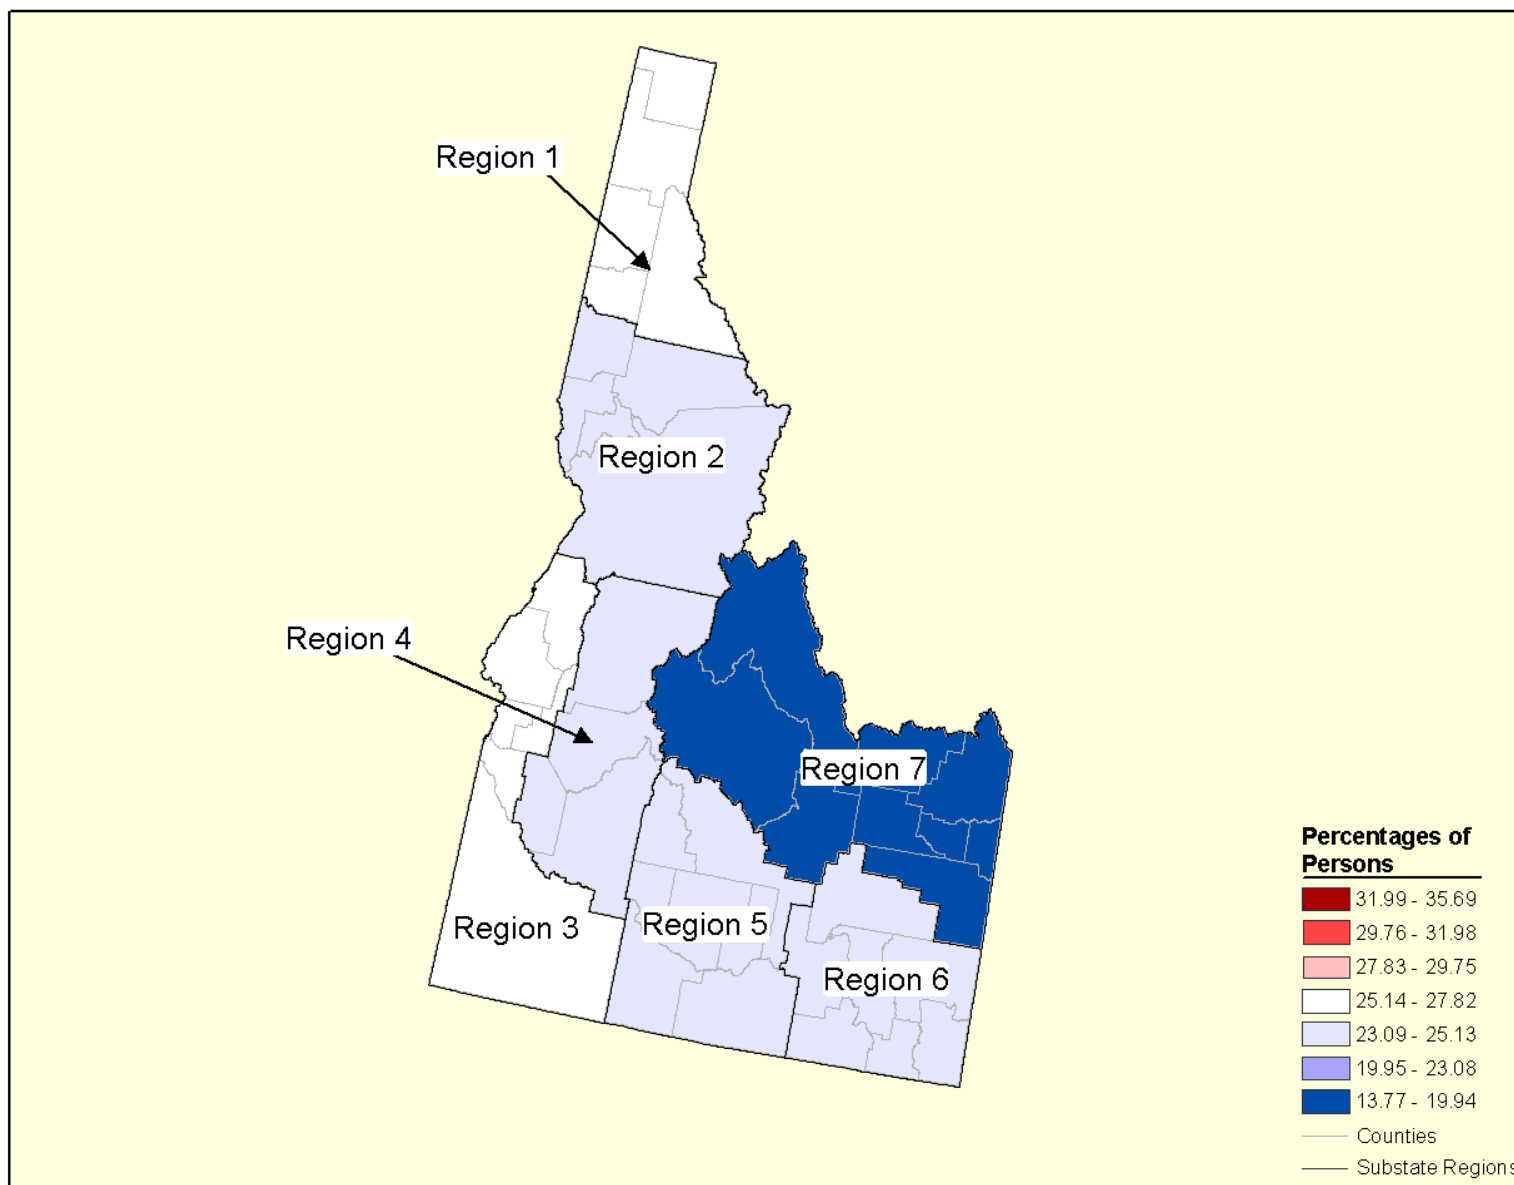 Region 1
Region 2
Region 4
Region 7
Region 3
Region 5
Region 6
Percentages of
Persons
31.99 - 35.69
29.76 - 31.98
27.83 - 29.75
25.14 - 27.82
23.09 - 25.13
19.95 - 23.08
13.77 - 19.94
Counties
Substate Regions